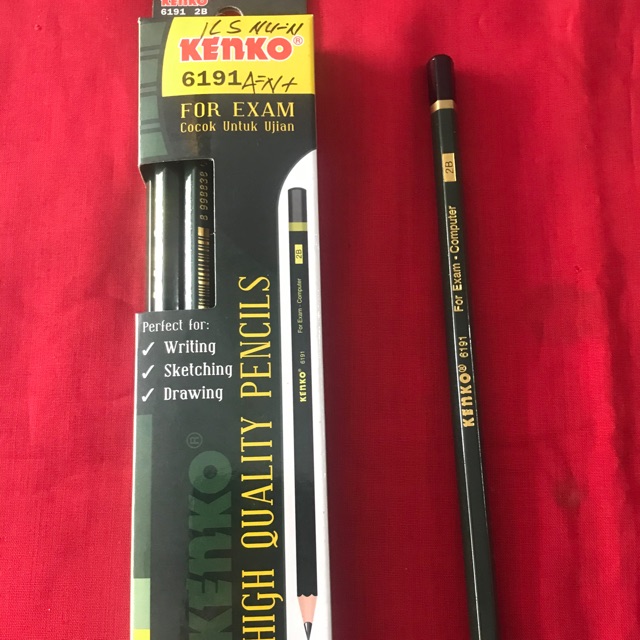 KENKO
6191 2B
KENKO®
6191
FOR EXAM
Cocok Untuk Ujian
Perfect for:
✓ Writing
✓ Sketching
✓ Drawing
HIGH QUALITY PENCILS
KENKO®
2B
For Exam · Computer
KENKO® 6191
2B
For Exam · Computer
KENKO® 6191